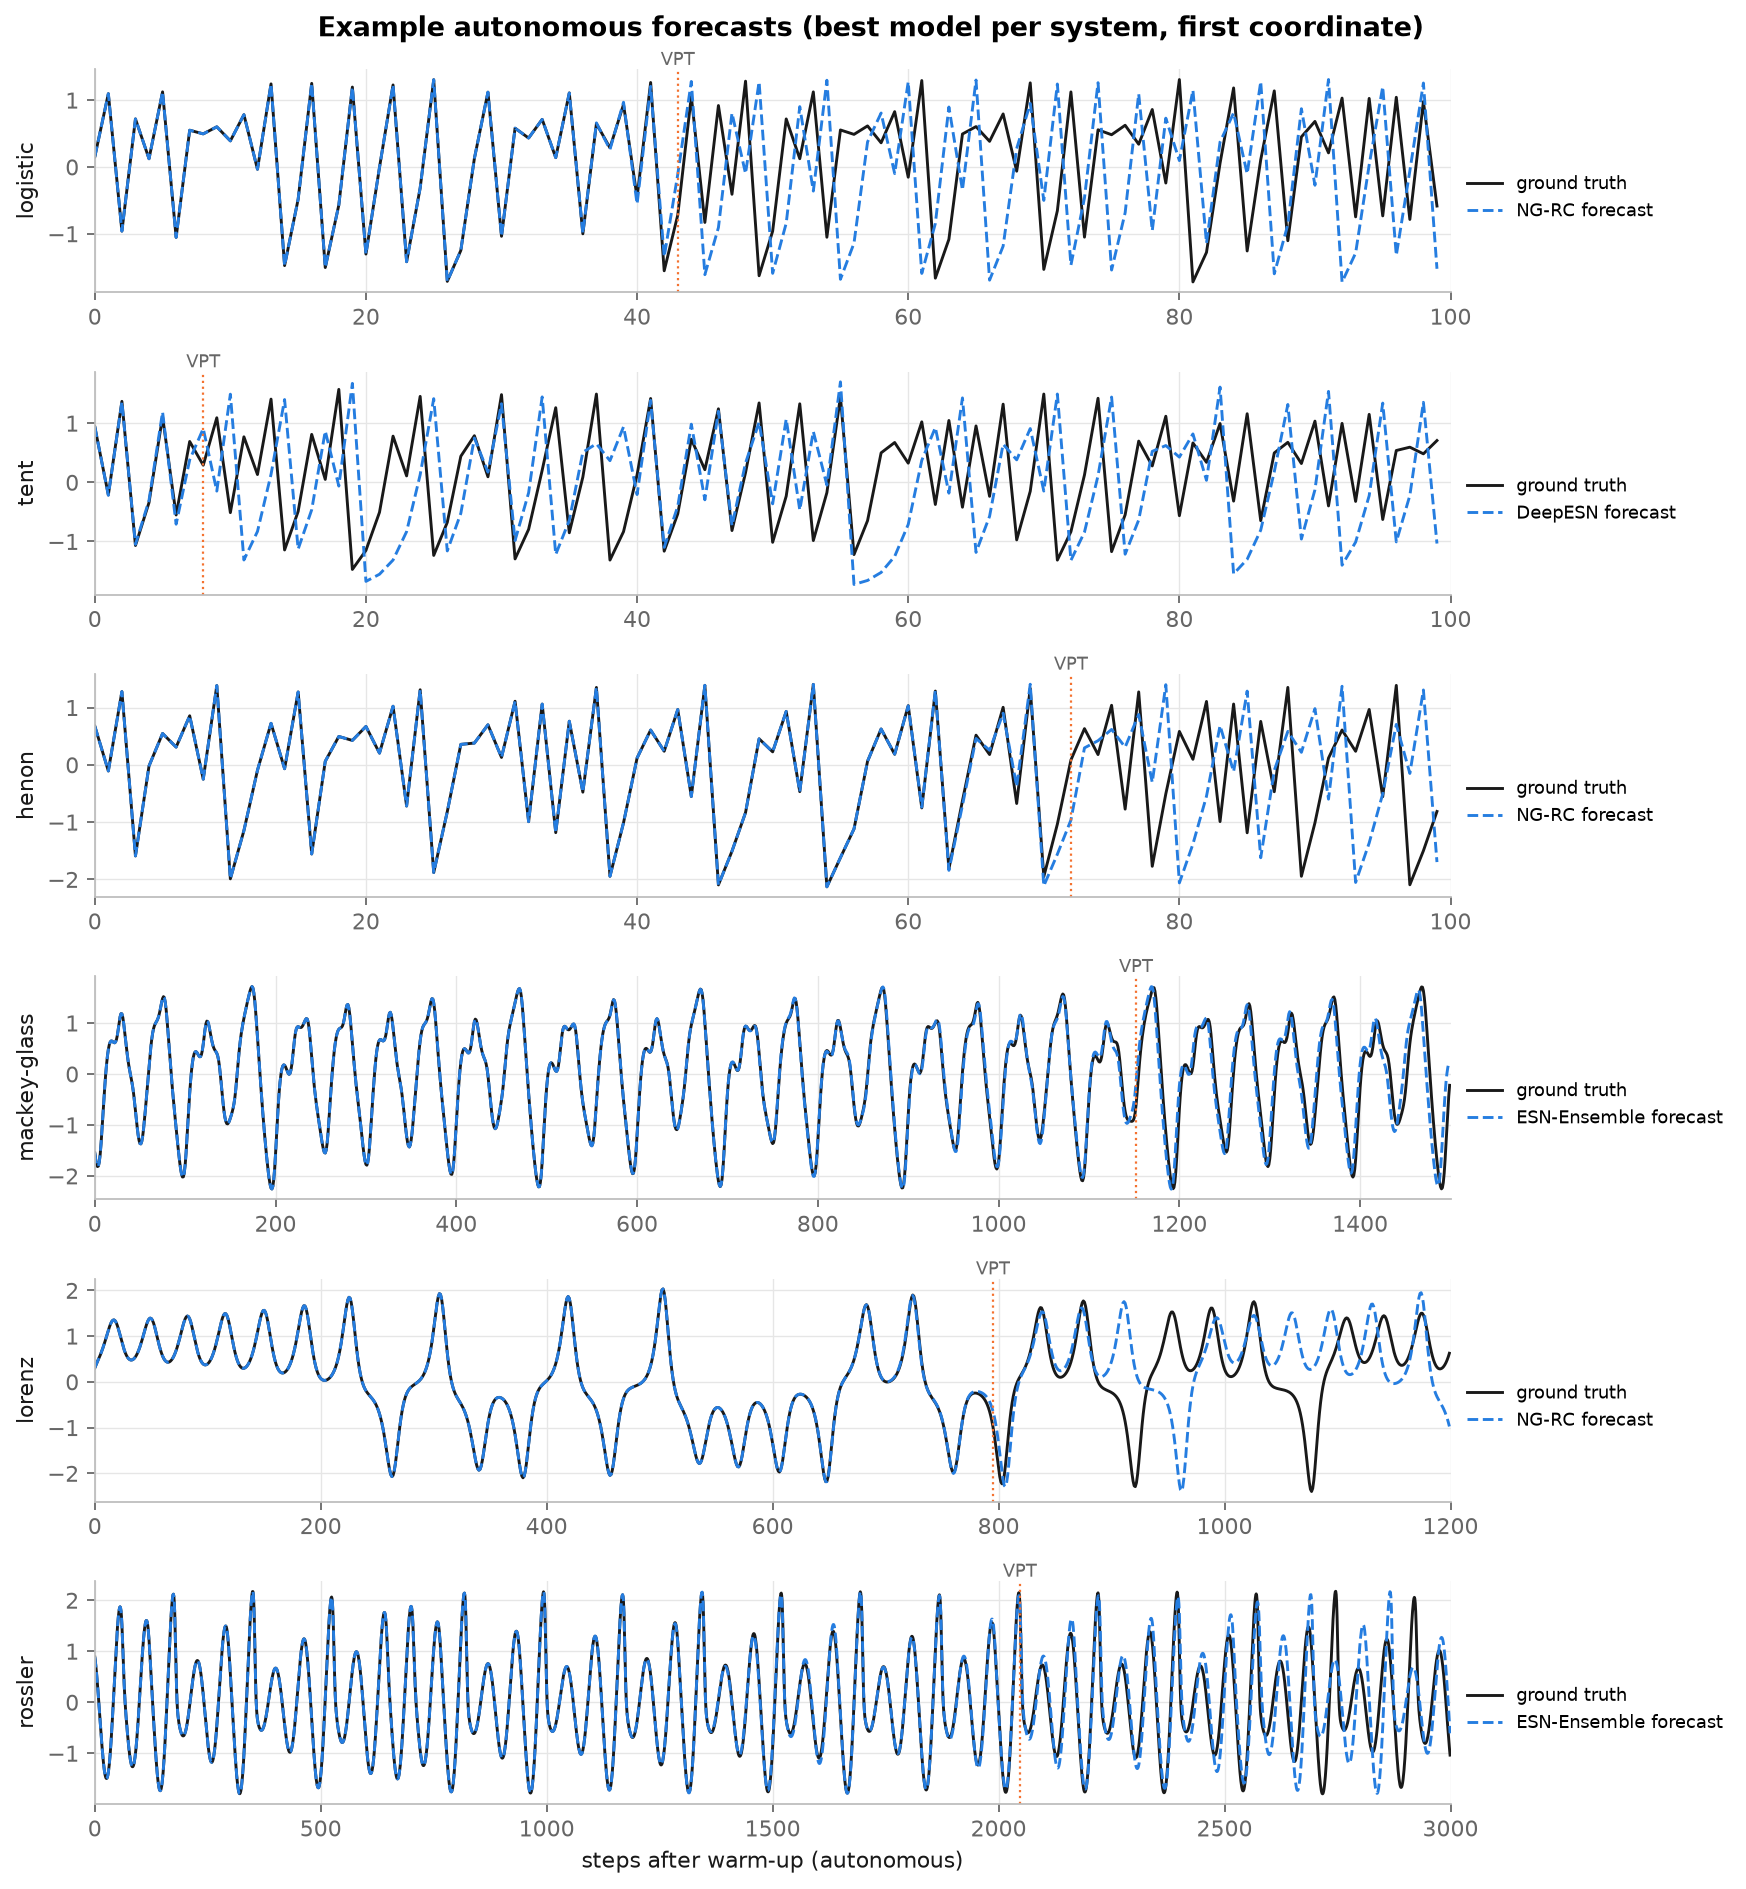 Example autonomous forecasts (best model per system, first coordinate)
VPT
logistic
1
0
−1
0 20 40 60 80 100
ground truth
NG-RC forecast
VPT
tent
1
0
−1
0 20 40 60 80 100
ground truth
DeepESN forecast
VPT
henon
1
0
−1
−2
0 20 40 60 80 100
ground truth
NG-RC forecast
VPT
mackey-glass
1
0
−1
−2
0 200 400 600 800 1000 1200 1400
ground truth
ESN-Ensemble forecast
VPT
lorenz
2
1
0
−1
−2
0 200 400 600 800 1000 1200
ground truth
NG-RC forecast
VPT
rossler
2
1
0
−1
0 500 1000 1500 2000 2500 3000
ground truth
ESN-Ensemble forecast
steps after warm-up (autonomous)